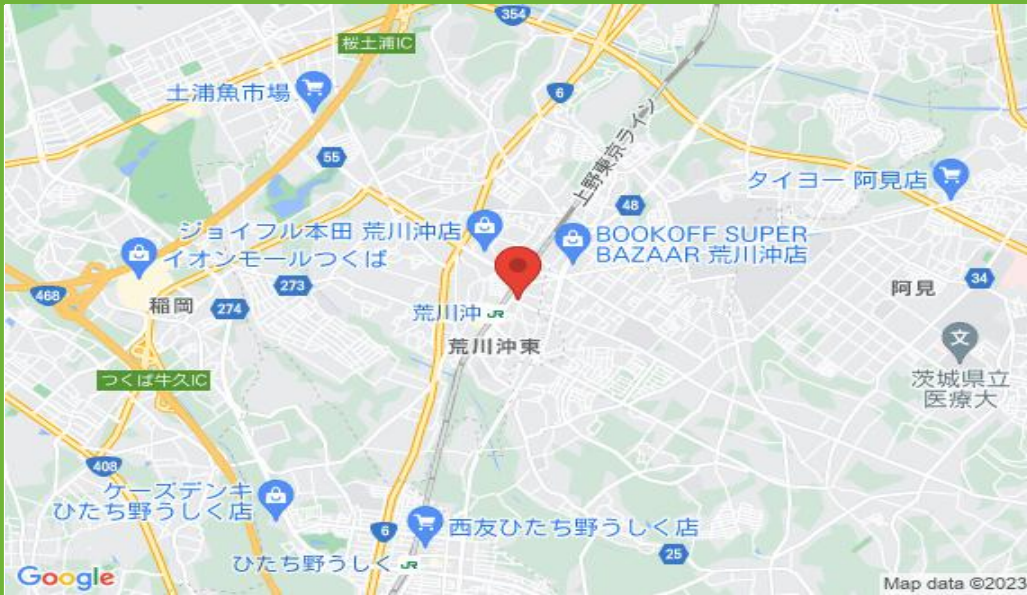 354
桜土浦IC
土浦魚市場
6
上野東京ライン
55
タイヨー 阿見店
48
ジョイフル本田 荒川沖店
BOOKOFF SUPER
BAZAAR 荒川沖店
イオンモールつくば
468
273
稲岡
274
阿見
34
荒川沖 JR
荒川沖東
茨城県立
医療大
つくば牛久IC
408
ケーズデンキ
ひたち野うしく店
6
西友ひたち野うしく店
25
ひたち野うしく JR
Google
Map data ©2023